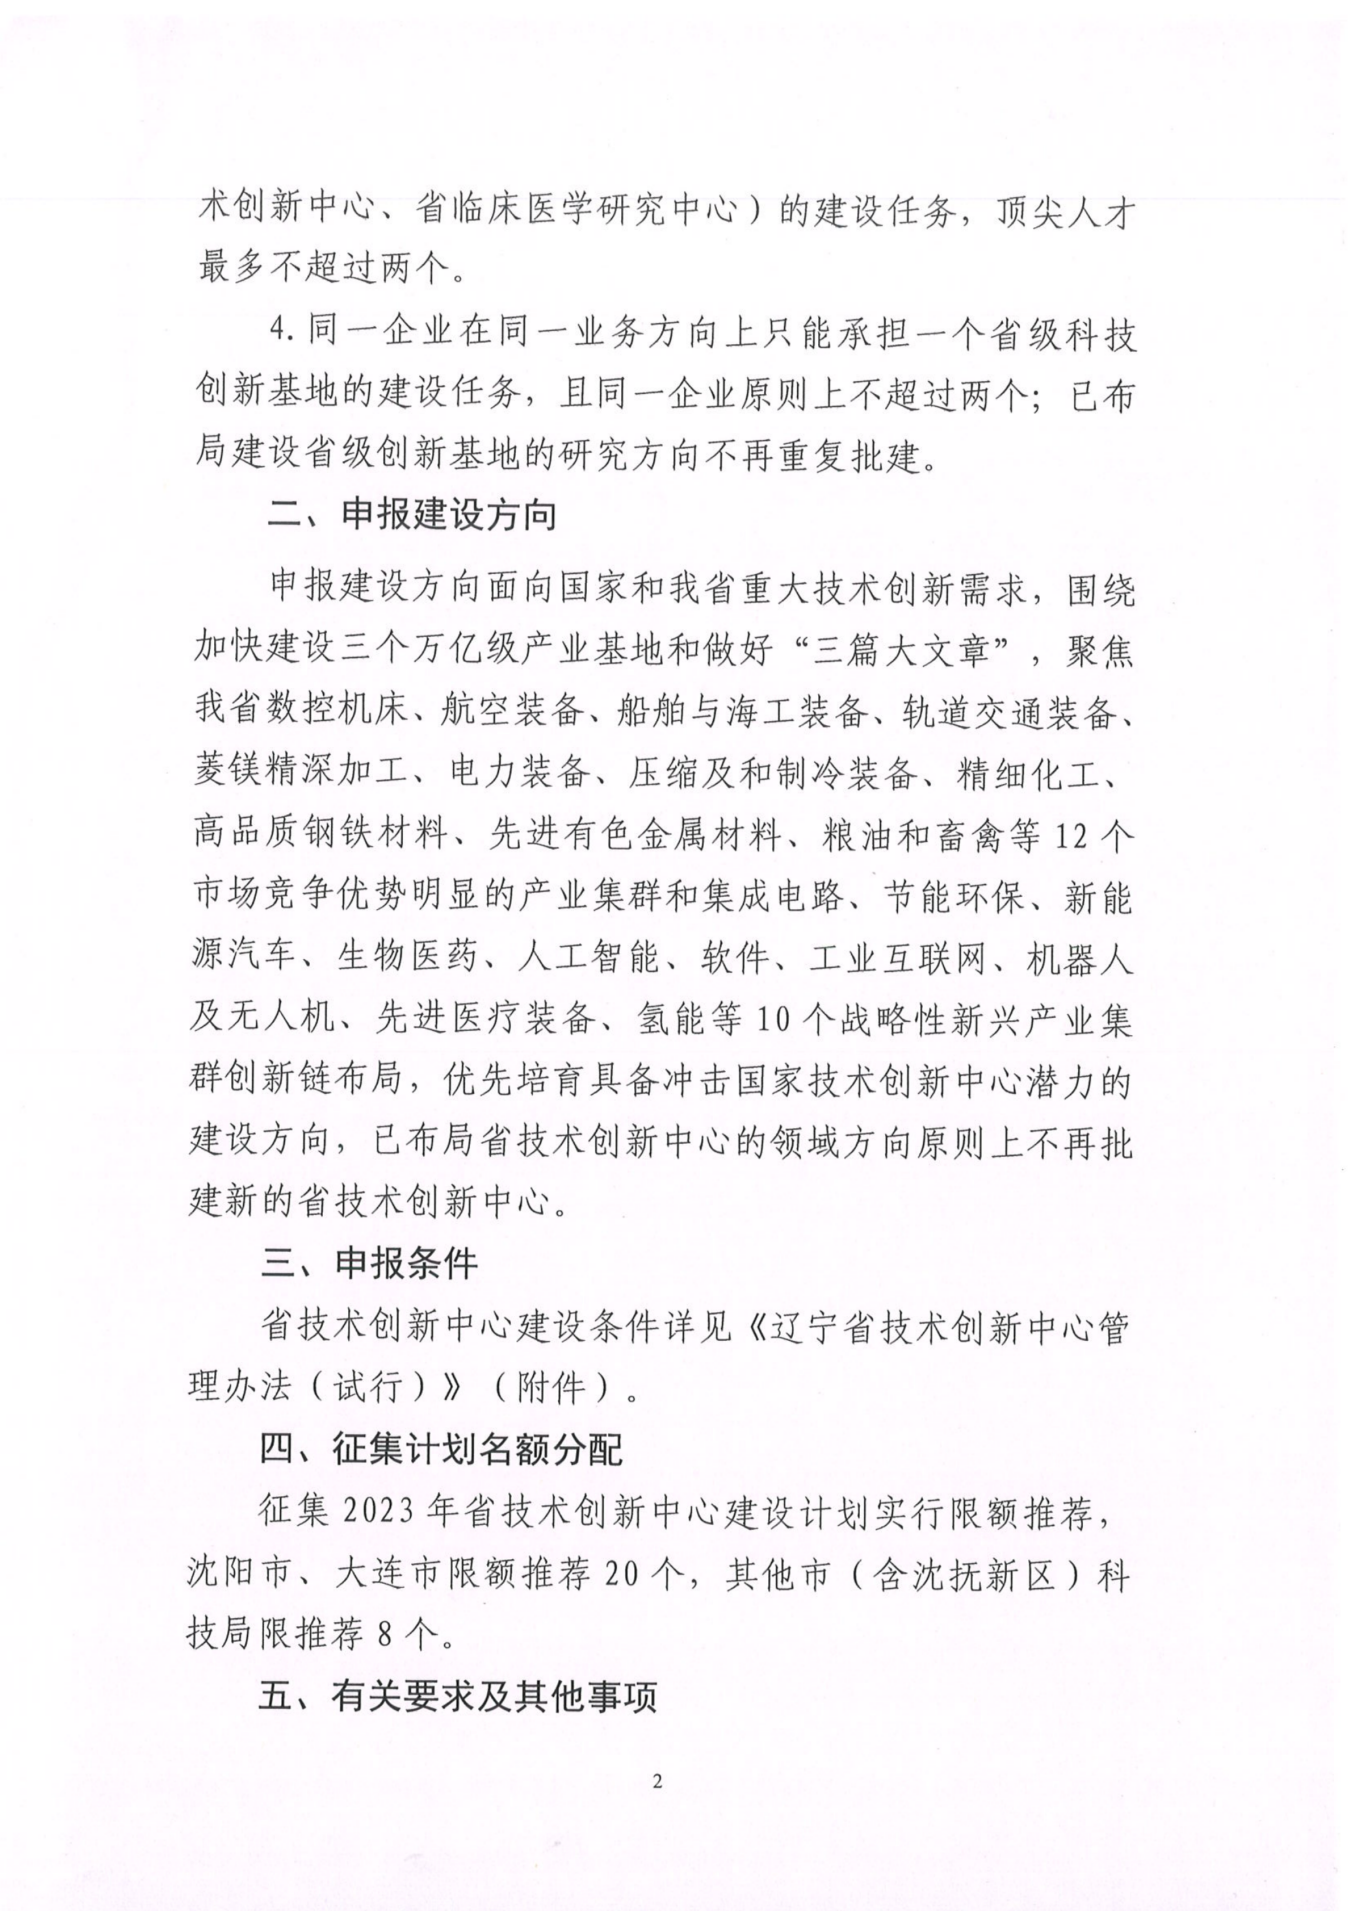 术创新中心、省临床医学研究中心）的建设任务，顶尖人才
最多不超过两个。
4.同一企业在同一业务方向上只能承担一个省级科技
创新基地的建设任务，且同一企业原则上不超过两个；已布
局建设省级创新基地的研究方向不再重复批建。
二、申报建设方向
申报建设方向面向国家和我省重大技术创新需求，围绕
加快建设三个万亿级产业基地和做好“三篇大文章”，聚焦
我省数控机床、航空装备、船舶与海工装备、轨道交通装备、
菱镁精深加工、电力装备、压缩及和制冷装备、精细化工、
高品质钢铁材料、先进有色金属材料、粮油和畜禽等 12 个
市场竞争优势明显的产业集群和集成电路、节能环保、新能
源汽车、生物医药、人工智能、软件、工业互联网、机器人
及无人机、先进医疗装备、氢能等 10 个战略性新兴产业集
群创新链布局，优先培育具备冲击国家技术创新中心潜力的
建设方向，已布局省技术创新中心的领域方向原则上不再批
建新的省技术创新中心。
三、申报条件
省技术创新中心建设条件详见《辽宁省技术创新中心管
理办法（试行）》（附件）。
四、征集计划名额分配
征集 2023 年省技术创新中心建设计划实行限额推荐，
沈阳市、大连市限额推荐 20 个，其他市（含沈抚新区）科
技局限推荐 8 个。
五、有关要求及其他事项
2